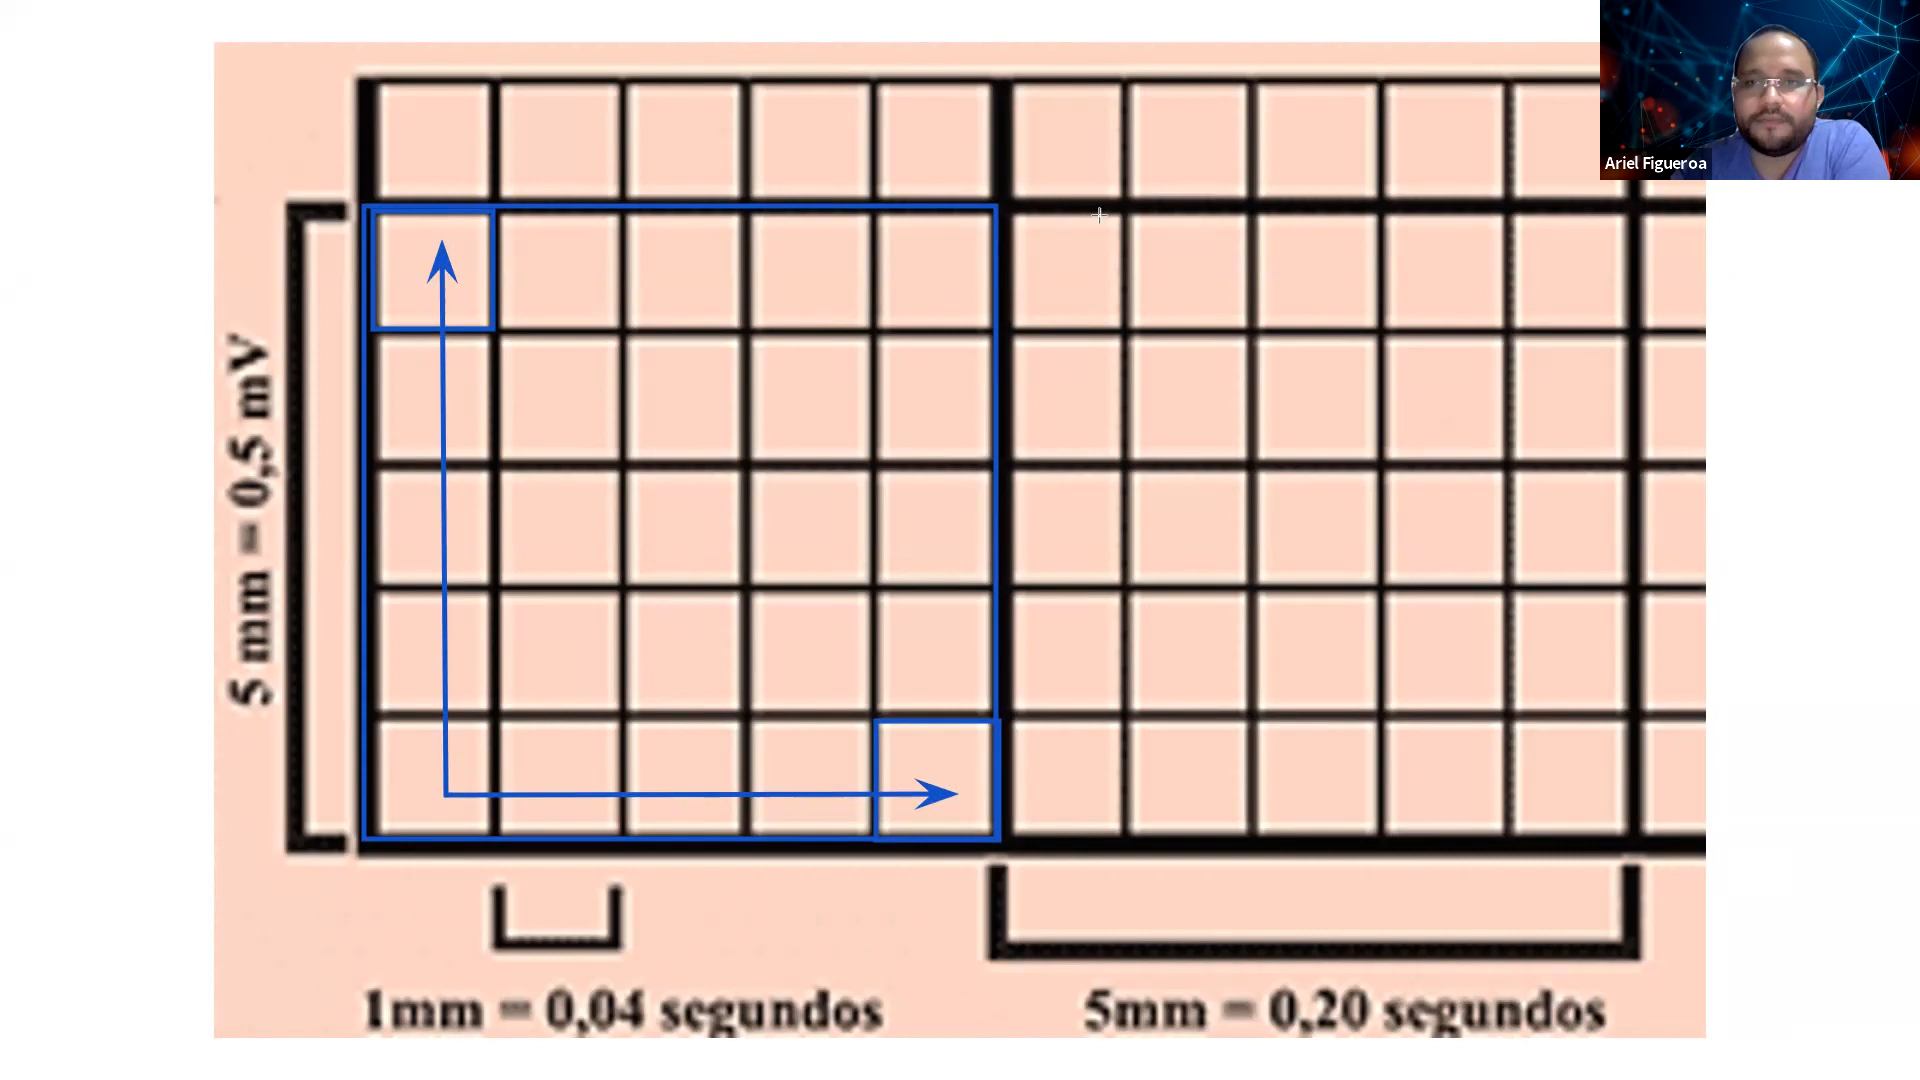 Ariel Figueroa
5 mm = 0,5 mV
1mm = 0,04 segundos
5mm = 0,20 segundos